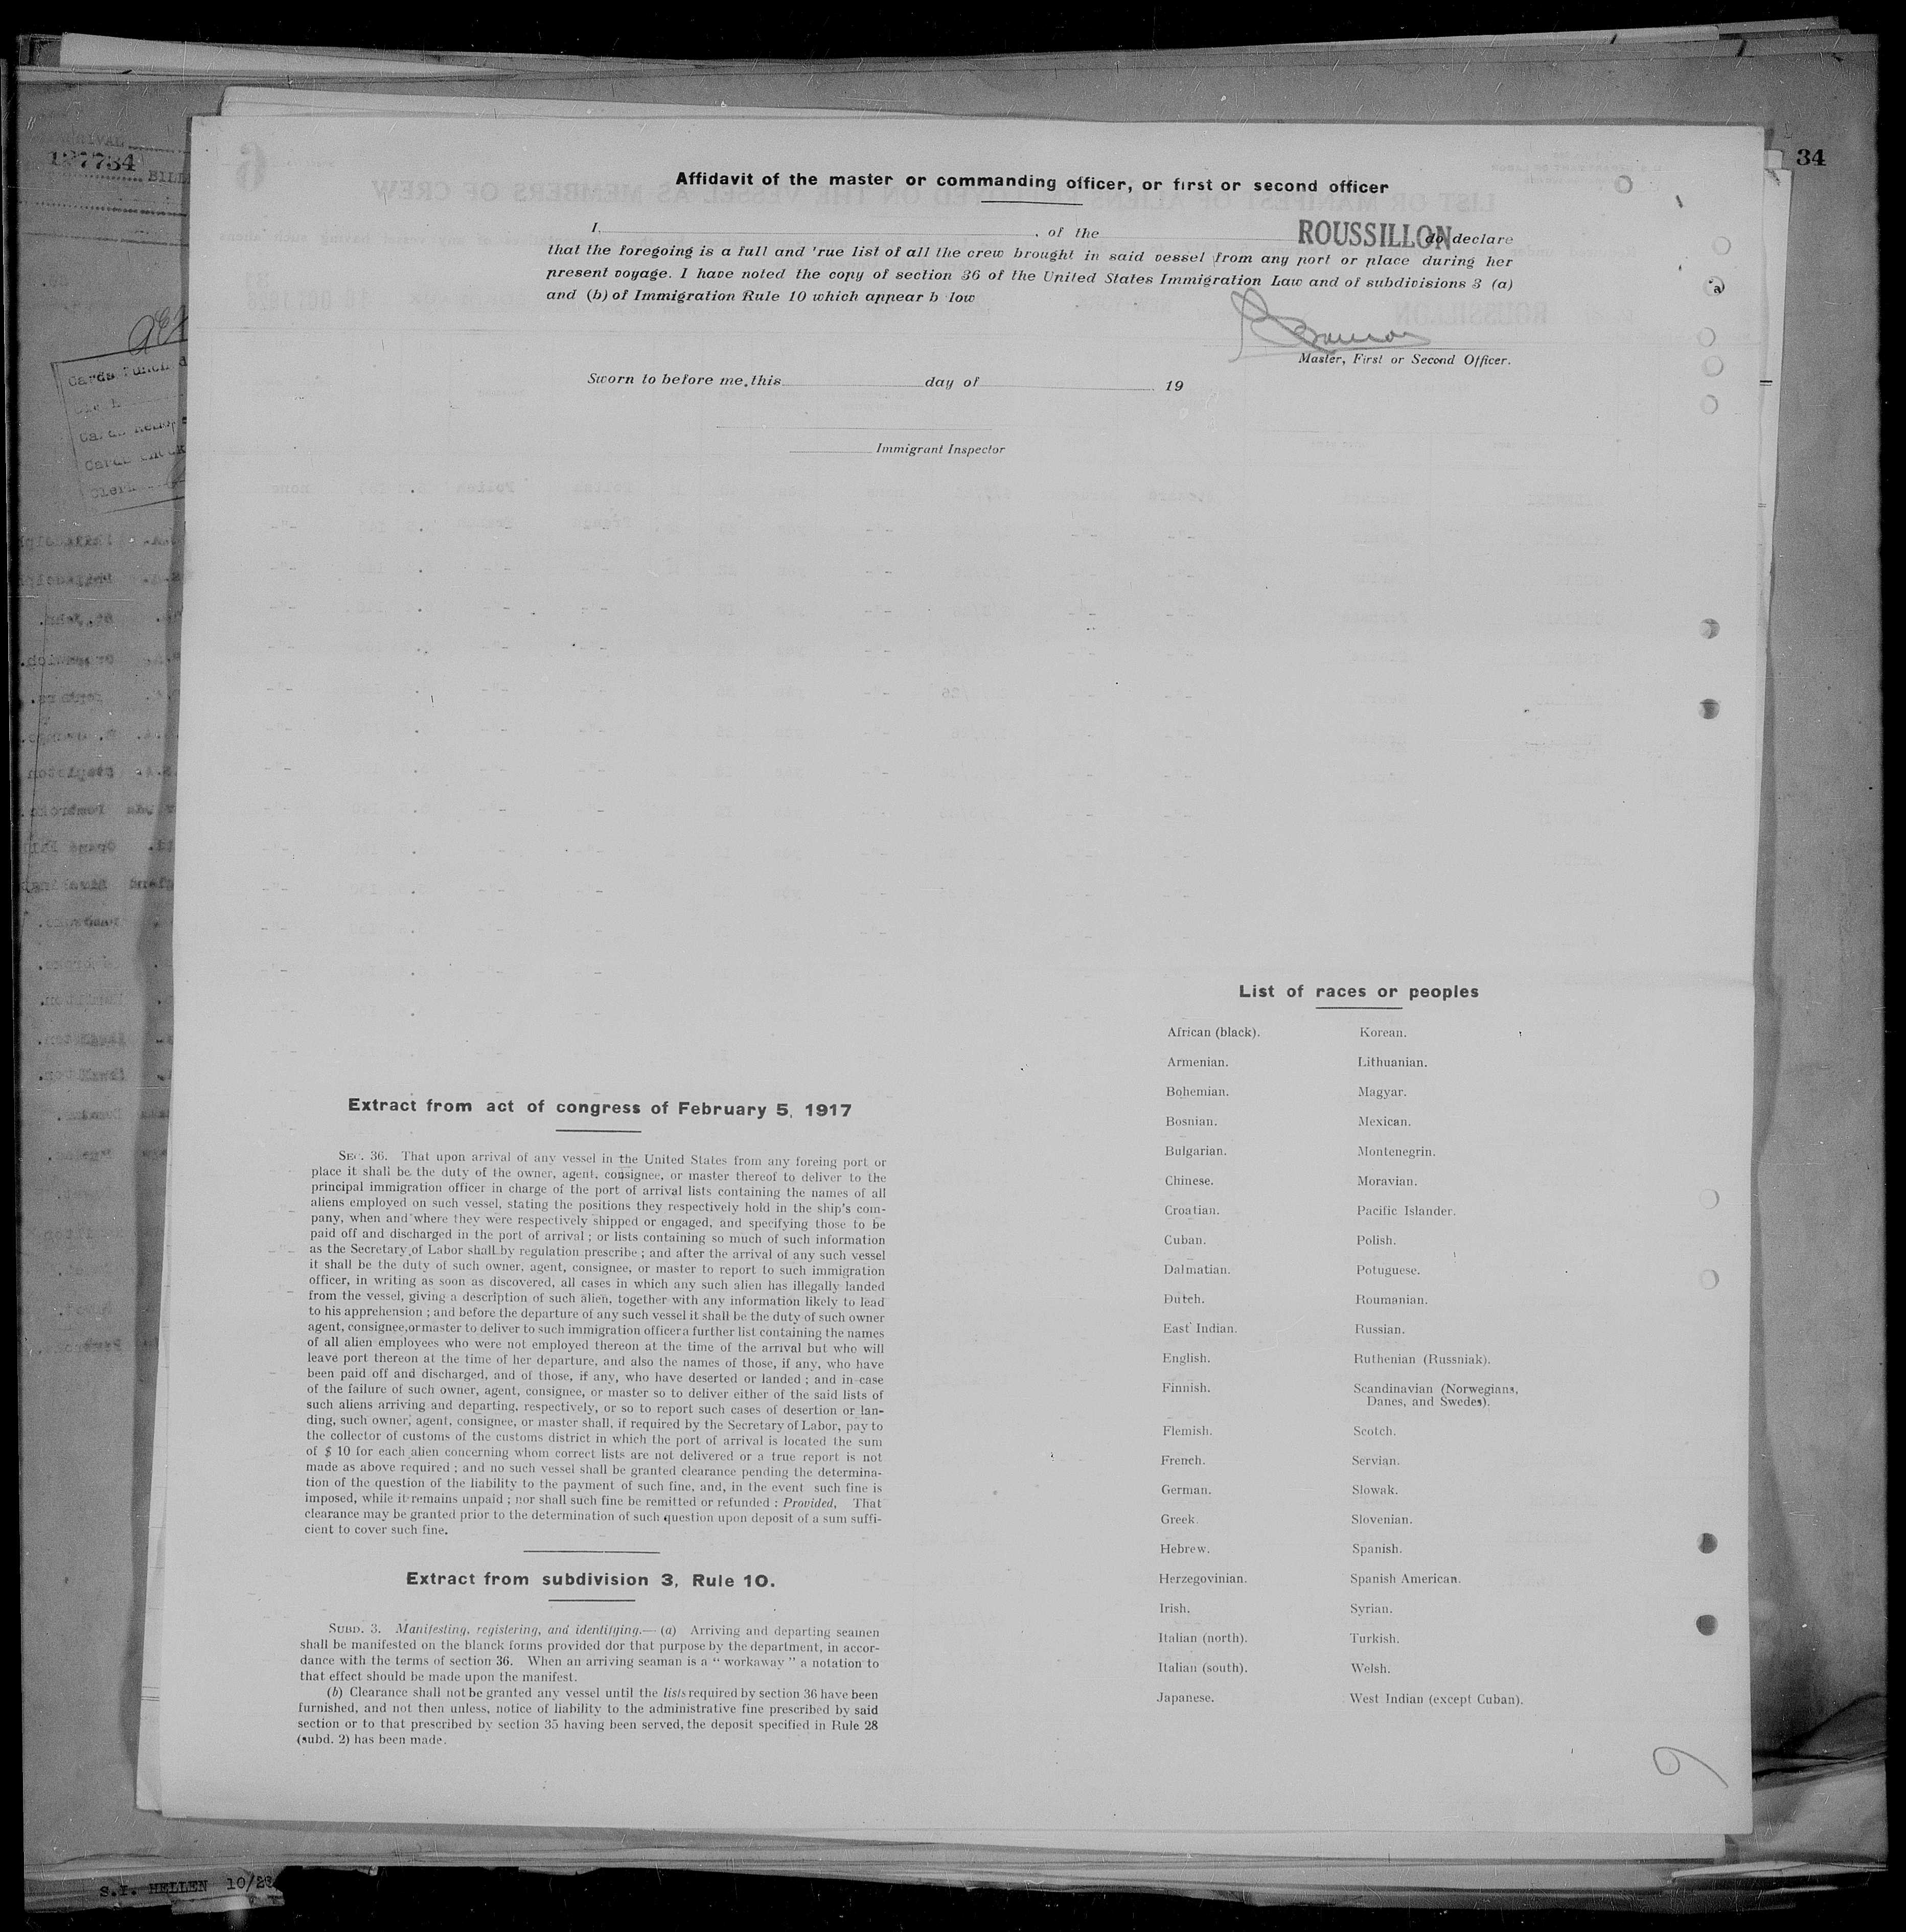 127734
34
Affidavit of the master or commanding officer, or first or second officer
I, , of the ROUSSILLON do declare
that the foregoing is a full and 'rue list of all the crew brought in said vessel from any port or place during her
present voyage. I have noted the copy of section 36 of the United States Immigration Law and of subdivisions 3 (a)
and (b) of Immigration Rule 10 which appear b low
Master, First or Second Officer.
Sworn to before me, this day of 19
Immigrant Inspector
List of races or peoples
African (black). Korean.
Armenian. Lithuanian.
Bohemian. Magyar.
Bosnian. Mexican.
Bulgarian. Montenegrin.
Chinese. Moravian.
Croatian. Pacific Islander.
Cuban. Polish.
Dalmatian. Potuguese.
Dutch. Roumanian.
East Indian. Russian.
English. Ruthenian (Russniak).
Finnish. Scandinavian (Norwegians,
Danes, and Swedes).
Flemish. Scotch.
French. Servian.
German. Slowak.
Greek. Slovenian.
Hebrew. Spanish.
Herzegovinian. Spanish American.
Irish. Syrian.
Italian (north). Turkish.
Italian (south). Welsh.
Japanese. West Indian (except Cuban).
Extract from act of congress of February 5, 1917
SEC. 36. That upon arrival of any vessel in the United States from any foreing port or
place it shall be the duty of the owner, agent, consignee, or master thereof to deliver to the
principal immigration officer in charge of the port of arrival lists containing the names of all
aliens employed on such vessel, stating the positions they respectively hold in the ship's com-
pany, when and where they were respectively shipped or engaged, and specifying those to be
paid off and discharged in the port of arrival ; or lists containing so much of such information
as the Secretary of Labor shall by regulation prescribe ; and after the arrival of any such vessel
it shall be the duty of such owner, agent, consignee, or master to report to such immigration
officer, in writing as soon as discovered, all cases in which any such alien has illegally landed
from the vessel, giving a description of such alien, together with any information likely to lead
to his apprehension ; and before the departure of any such vessel it shall be the duty of such owner
agent, consignee, or master to deliver to such immigration officer a further list containing the names
of all alien employees who were not employed thereon at the time of the arrival but who will
leave port thereon at the time of her departure, and also the names of those, if any, who have
been paid off and discharged, and of those, if any, who have deserted or landed ; and in case
of the failure of such owner, agent, consignee, or master so to deliver either of the said lists of
such aliens arriving and departing, respectively, or so to report such cases of desertion or lan-
ding, such owner, agent, consignee, or master shall, if required by the Secretary of Labor, pay to
the collector of customs of the customs district in which the port of arrival is located the sum
of $ 10 for each alien concerning whom correct lists are not delivered or a true report is not
made as above required ; and no such vessel shall be granted clearance pending the determina-
tion of the question of the liability to the payment of such fine, and, in the event such fine is
imposed, while it remains unpaid ; nor shall such fine be remitted or refunded : Provided, That
clearance may be granted prior to the determination of such question upon deposit of a sum suffi-
cient to cover such fine.
Extract from subdivision 3, Rule 10.
SUBD. 3. Manifesting, registering, and identifging.— (a) Arriving and departing seamen
shall be manifested on the blanck forms provided dor that purpose by the department, in accor-
dance with the terms of section 36. When an arriving seaman is a “ workaway ” a notation to
that effect should be made upon the manifest.
(b) Clearance shall not be granted any vessel until the lists required by section 36 have been
furnished, and not then unless, notice of liability to the administrative fine prescribed by said
section or to that prescribed by section 35 having been served, the deposit specified in Rule 28
(subd. 2) has been made.
S.I. HELLEN 10/28